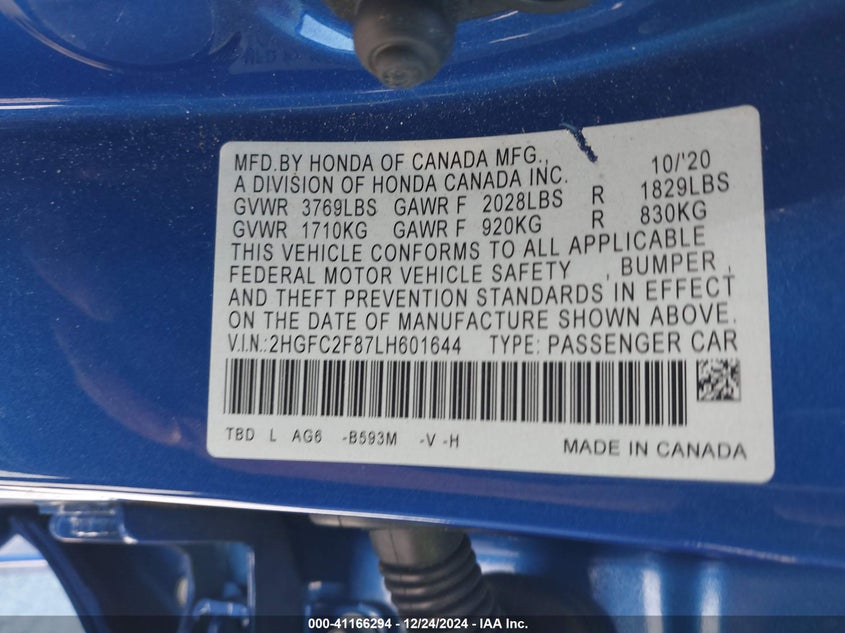 MFD.BY HONDA OF CANADA MFG., 10/'20
A DIVISION OF HONDA CANADA INC.
GVWR 3769LBS GAWR F 2028LBS R 1829LBS
GVWR 1710KG GAWR F 920KG R 830KG
THIS VEHICLE CONFORMS TO ALL APPLICABLE
FEDERAL MOTOR VEHICLE SAFETY , BUMPER ,
AND THEFT PREVENTION STANDARDS IN EFFECT
ON THE DATE OF MANUFACTURE SHOWN ABOVE.
V.I.N.:2HGFC2F87LH601644 TYPE: PASSENGER CAR
TBD L AG6 -B593M -V -H
MADE IN CANADA
000-41166294 - 12/24/2024 - IAA Inc.